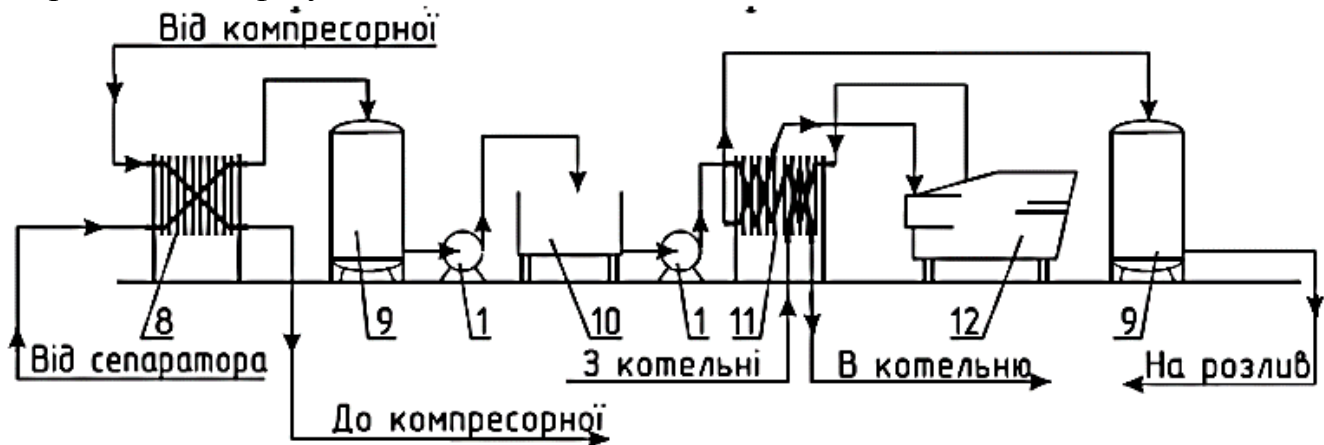 Від компресорної
8
9
1
10
1
11
12
9
Від сепаратора
З котельні
В котельню
На розлив
До компресорної